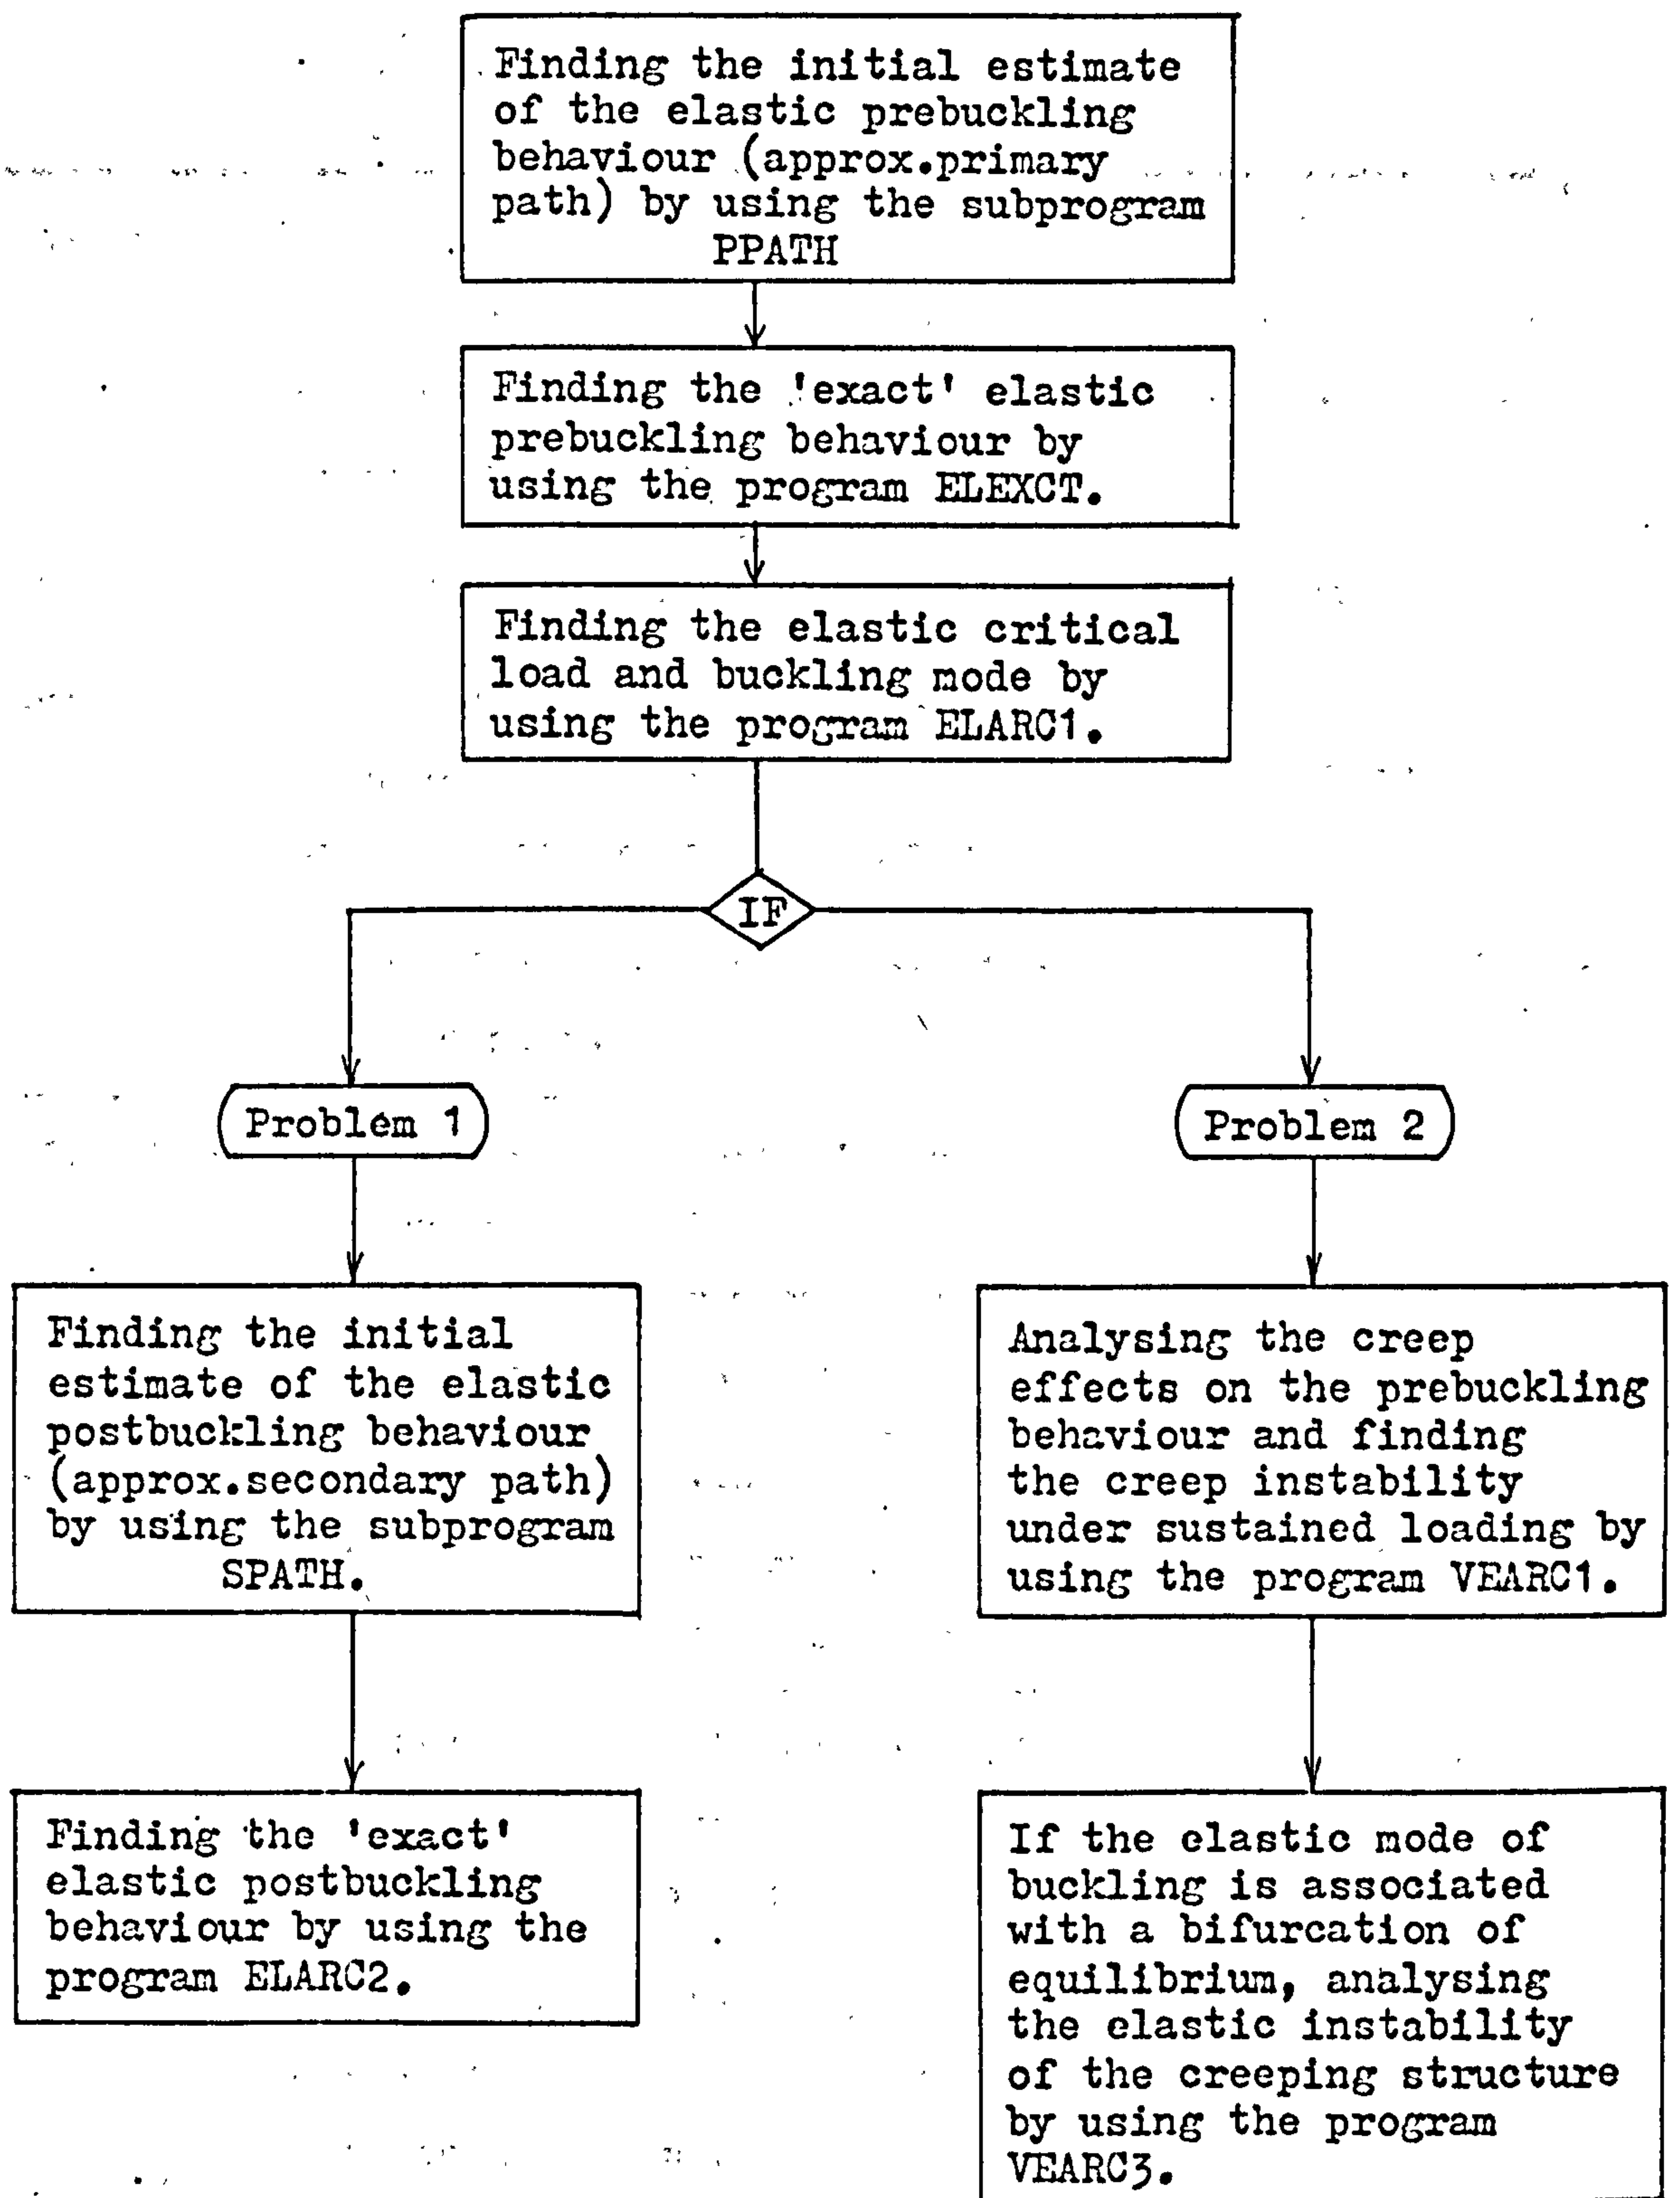 Finding the initial estimate
of the elastic prebuckling
behaviour (approx.primary
path) by using the subprogram
PPATH
Finding the 'exact' elastic
prebuckling behaviour by
using the program ELEXCT.
Finding the elastic critical
load and buckling mode by
using the program ELARC1.
IF
Problem 1
Problem 2
Finding the initial
estimate of the elastic
postbuckling behaviour
(approx.secondary path)
by using the subprogram
SPATH.
Analysing the creep
effects on the prebuckling
behaviour and finding
the creep instability
under sustained loading by
using the program VEARC1.
Finding the 'exact'
elastic postbuckling
behaviour by using the
program ELARC2.
If the elastic mode of
buckling is associated
with a bifurcation of
equilibrium, analysing
the elastic instability
of the creeping structure
by using the program
VEARC3.